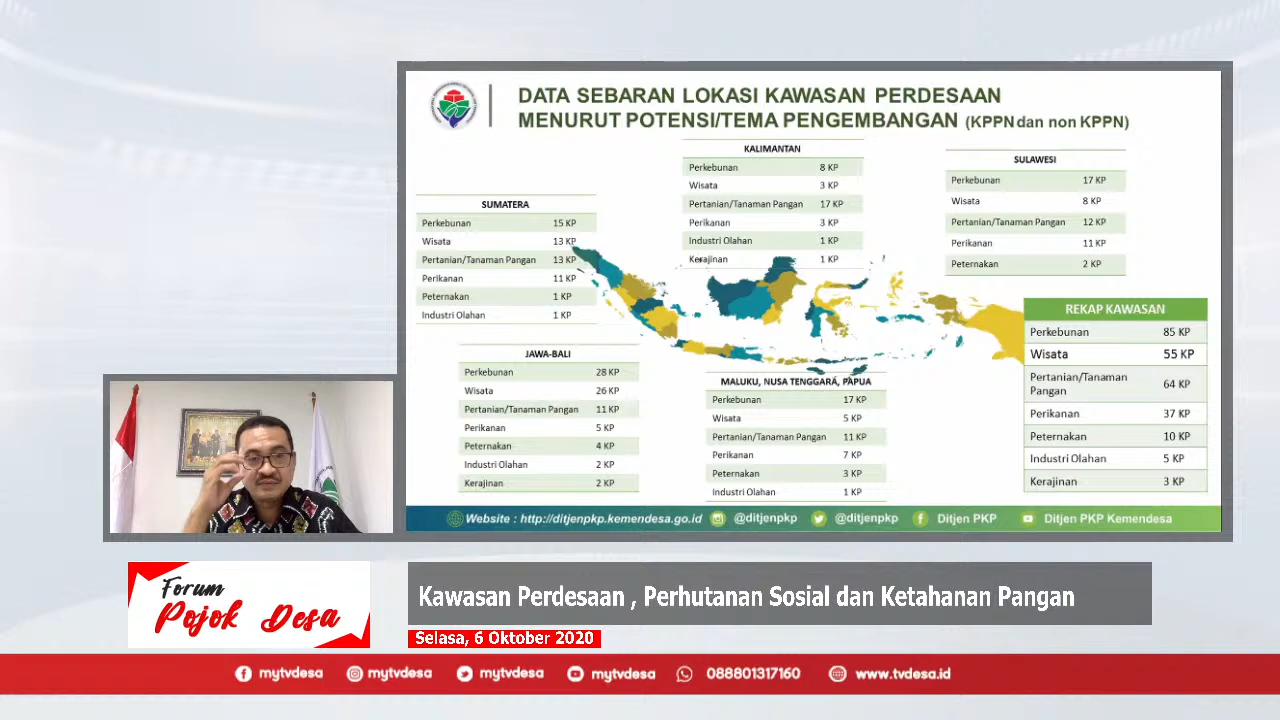 DATA SEBARAN LOKASI KAWASAN PERDESAAN
MENURUT POTENSI/TEMA PENGEMBANGAN (KPPN dan non KPPN)
KALIMANTAN
Perkebunan 8 KP
Wisata 3 KP
Pertanian/Tanaman Pangan 17 KP
Perikanan 3 KP
Industri Olahan 1 KP
Kerajinan 1 KP
SULAWESI
Perkebunan 17 KP
Wisata 8 KP
Pertanian/Tanaman Pangan 12 KP
Perikanan 11 KP
Peternakan 2 KP
SUMATERA
Perkebunan 15 KP
Wisata 13 KP
Pertanian/Tanaman Pangan 13 KP
Perikanan 11 KP
Peternakan 1 KP
Industri Olahan 1 KP
JAWA-BALI
Perkebunan 28 KP
Wisata 26 KP
Pertanian/Tanaman Pangan 11 KP
Perikanan 5 KP
Peternakan 4 KP
Industri Olahan 2 KP
Kerajinan 2 KP
MALUKU, NUSA TENGGARA, PAPUA
Perkebunan 17 KP
Wisata 5 KP
Pertanian/Tanaman Pangan 11 KP
Perikanan 7 KP
Peternakan 3 KP
Industri Olahan 1 KP
REKAP KAWASAN
Perkebunan 85 KP
Wisata 55 KP
Pertanian/Tanaman
Pangan 64 KP
Perikanan 37 KP
Peternakan 10 KP
Industri Olahan 5 KP
Kerajinan 3 KP
Website : http://ditjenpkp.kemendesa.go.id @ditjenpkp @ditjenpkp Ditjen PKP Ditjen PKP Kemendesa
Forum
Pojok Desa
Kawasan Perdesaan , Perhutanan Sosial dan Ketahanan Pangan
Selasa, 6 Oktober 2020
mytvdesa mytvdesa mytvdesa mytvdesa 088801317160 www.tvdesa.id